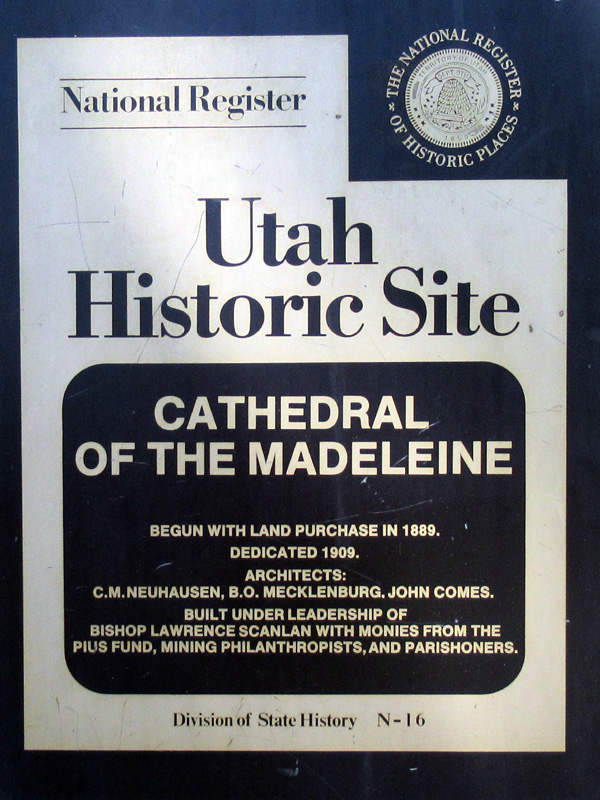 National Register
THE NATIONAL REGISTER
OF HISTORIC PLACES
Utah
Historic Site
CATHEDRAL
OF THE MADELEINE
BEGUN WITH LAND PURCHASE IN 1889.
DEDICATED 1909.
ARCHITECTS:
C.M. NEUHAUSEN, B.O. MECKLENBURG, JOHN COMES.
BUILT UNDER LEADERSHIP OF
BISHOP LAWRENCE SCANLAN WITH MONIES FROM THE
PIUS FUND, MINING PHILANTHROPISTS, AND PARISHONERS.
Division of State History N-16